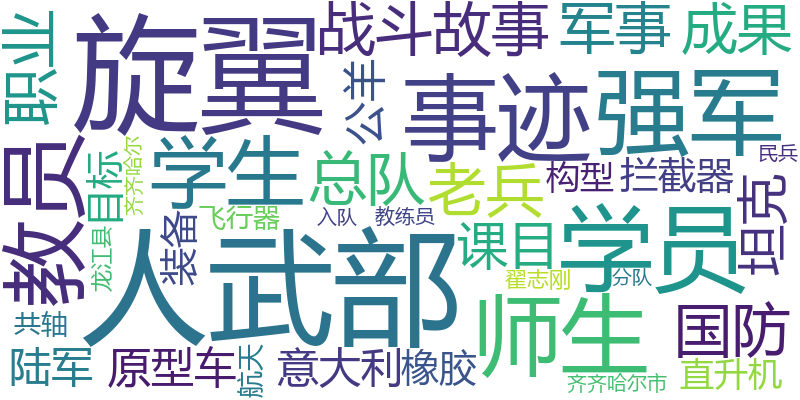 职业
旋翼
战斗故事
军事
成果
公羊
事迹
强军
民兵
教员
目标
齐齐哈尔
学生
总队
老兵
构型
拦截器
坦克
龙江县
装备
飞行器
入队
教练员
课目
学员
人武部
翟志刚
分队
共轴
师生
国防
陆军
原型车
航天
意大利
橡胶
齐齐哈尔市
直升机